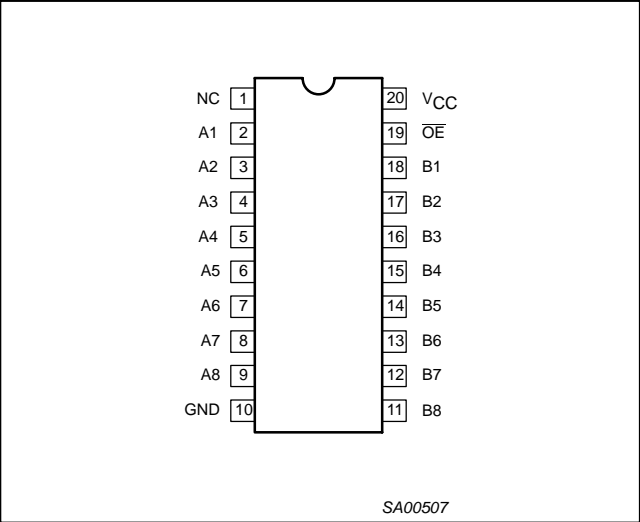 NC 1 20 VCC
A1 2 19 O̅E̅
A2 3 18 B1
A3 4 17 B2
A4 5 16 B3
A5 6 15 B4
A6 7 14 B5
A7 8 13 B6
A8 9 12 B7
GND 10 11 B8
SA00507